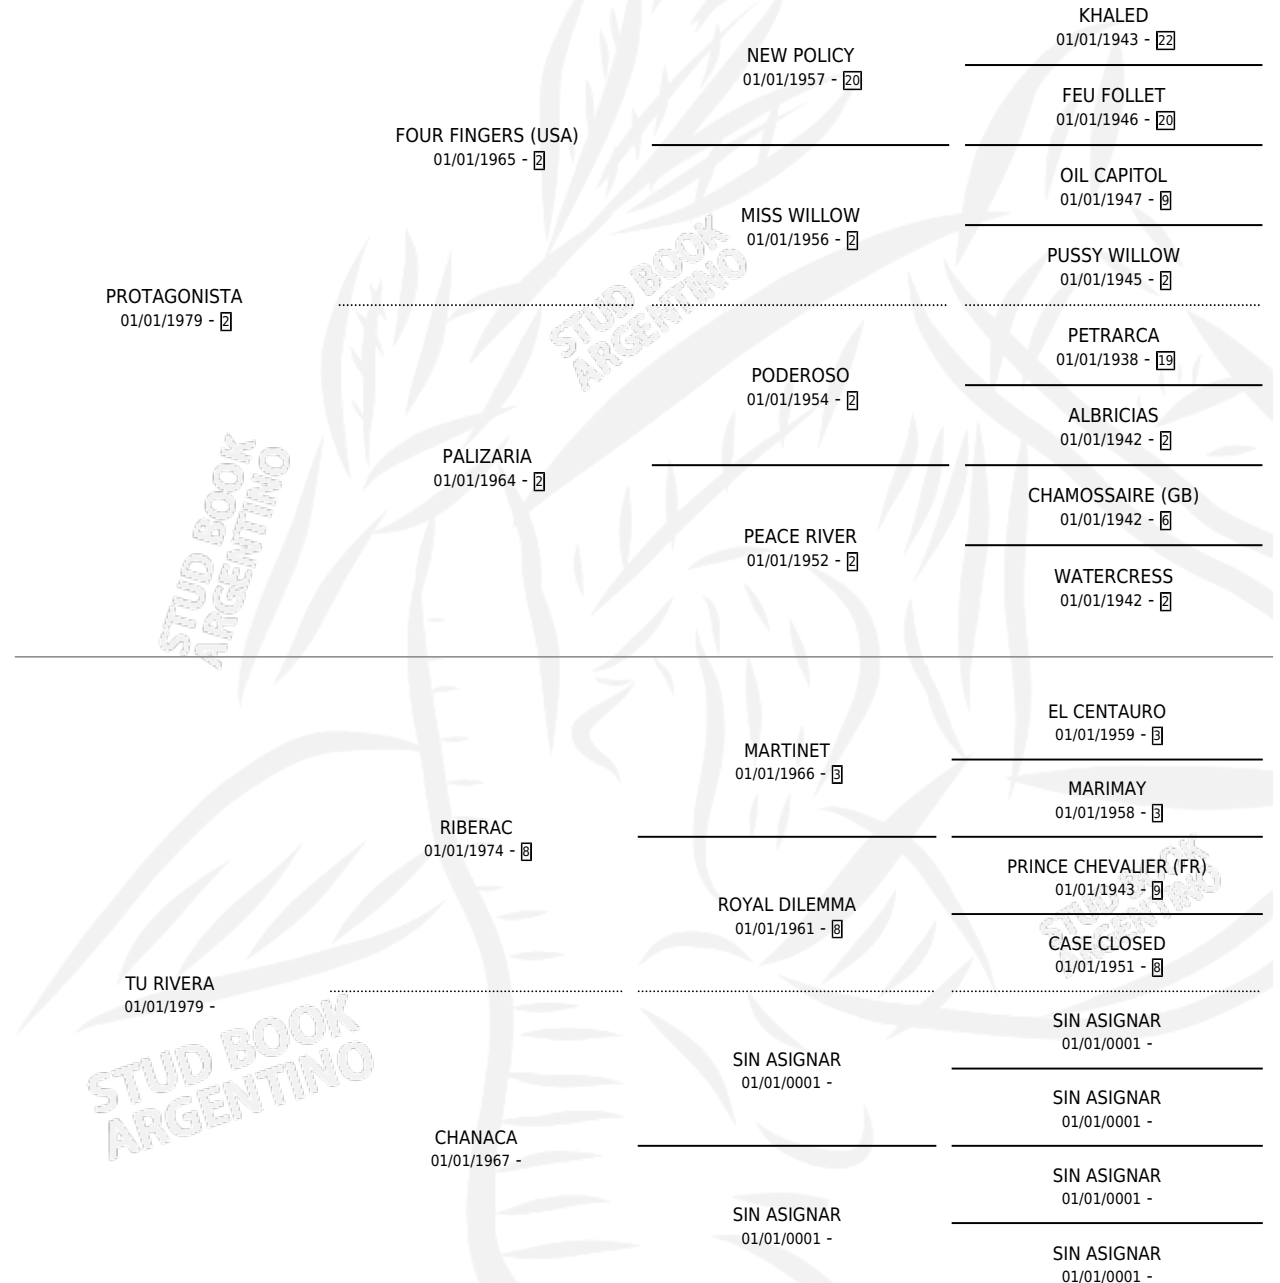 KHALED
01/01/1943 - 22
NEW POLICY
01/01/1957 - 20
FEU FOLLET
01/01/1946 - 20
FOUR FINGERS (USA)
01/01/1965 - 2
OIL CAPITOL
01/01/1947 - 9
MISS WILLOW
01/01/1956 - 2
PUSSY WILLOW
01/01/1945 - 2
PROTAGONISTA
01/01/1979 - 2
PETRARCA
01/01/1938 - 19
PODEROSO
01/01/1954 - 2
ALBRICIAS
01/01/1942 - 2
PALIZARIA
01/01/1964 - 2
CHAMOSSAIRE (GB)
01/01/1942 - 6
PEACE RIVER
01/01/1952 - 2
WATERCRESS
01/01/1942 - 2
STUD BOOK
ARGENTINO
STUD BOOK
ARGENTINO
EL CENTAURO
01/01/1959 - 3
MARTINET
01/01/1966 - 3
MARIMAY
01/01/1958 - 3
RIBERAC
01/01/1974 - 8
PRINCE CHEVALIER (FR)
01/01/1943 - 9
ROYAL DILEMMA
01/01/1961 - 8
CASE CLOSED
01/01/1951 - 8
STUD BOOK
ARGENTINO
TU RIVERA
01/01/1979 -
SIN ASIGNAR
01/01/0001 -
SIN ASIGNAR
01/01/0001 -
SIN ASIGNAR
01/01/0001 -
STUD BOOK
ARGENTINO
CHANACA
01/01/1967 -
SIN ASIGNAR
01/01/0001 -
SIN ASIGNAR
01/01/0001 -
SIN ASIGNAR
01/01/0001 -